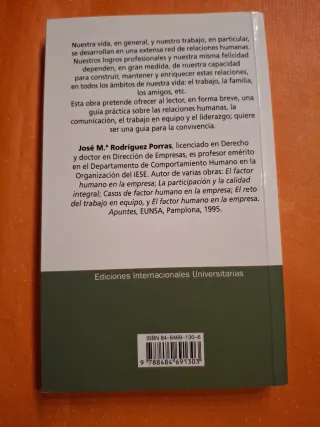 Nuestra vida, en general, y nuestro trabajo, en particular,
se desarrollan en una extensa red de relaciones humanas.
Nuestros logros profesionales y nuestra misma felicidad
dependen, en gran medida, de nuestra capacidad
para construir, mantener y enriquecer estas relaciones,
en todos los ámbitos de nuestra vida: el trabajo, la familia,
los amigos, etc.
Esta obra pretende ofrecer al lector, en forma breve, una
guía práctica sobre las relaciones humanas, la
comunicación, el trabajo en equipo y el liderazgo; quiere
ser una guía para la convivencia.
José M.ª Rodríguez Porras, licenciado en Derecho
y doctor en Dirección de Empresas, es profesor emérito
en el Departamento de Comportamiento Humano en la
Organización del IESE. Autor de varias obras: El factor
humano en la empresa; La participación y la calidad
integral; Casos de factor humano en la empresa; El reto
del trabajo en equipo, y El factor humano en la empresa.
Apuntes, EUNSA, Pamplona, 1995.
Ediciones Internacionales Universitarias
ISBN 84-8469-130-6
9 788484 691303